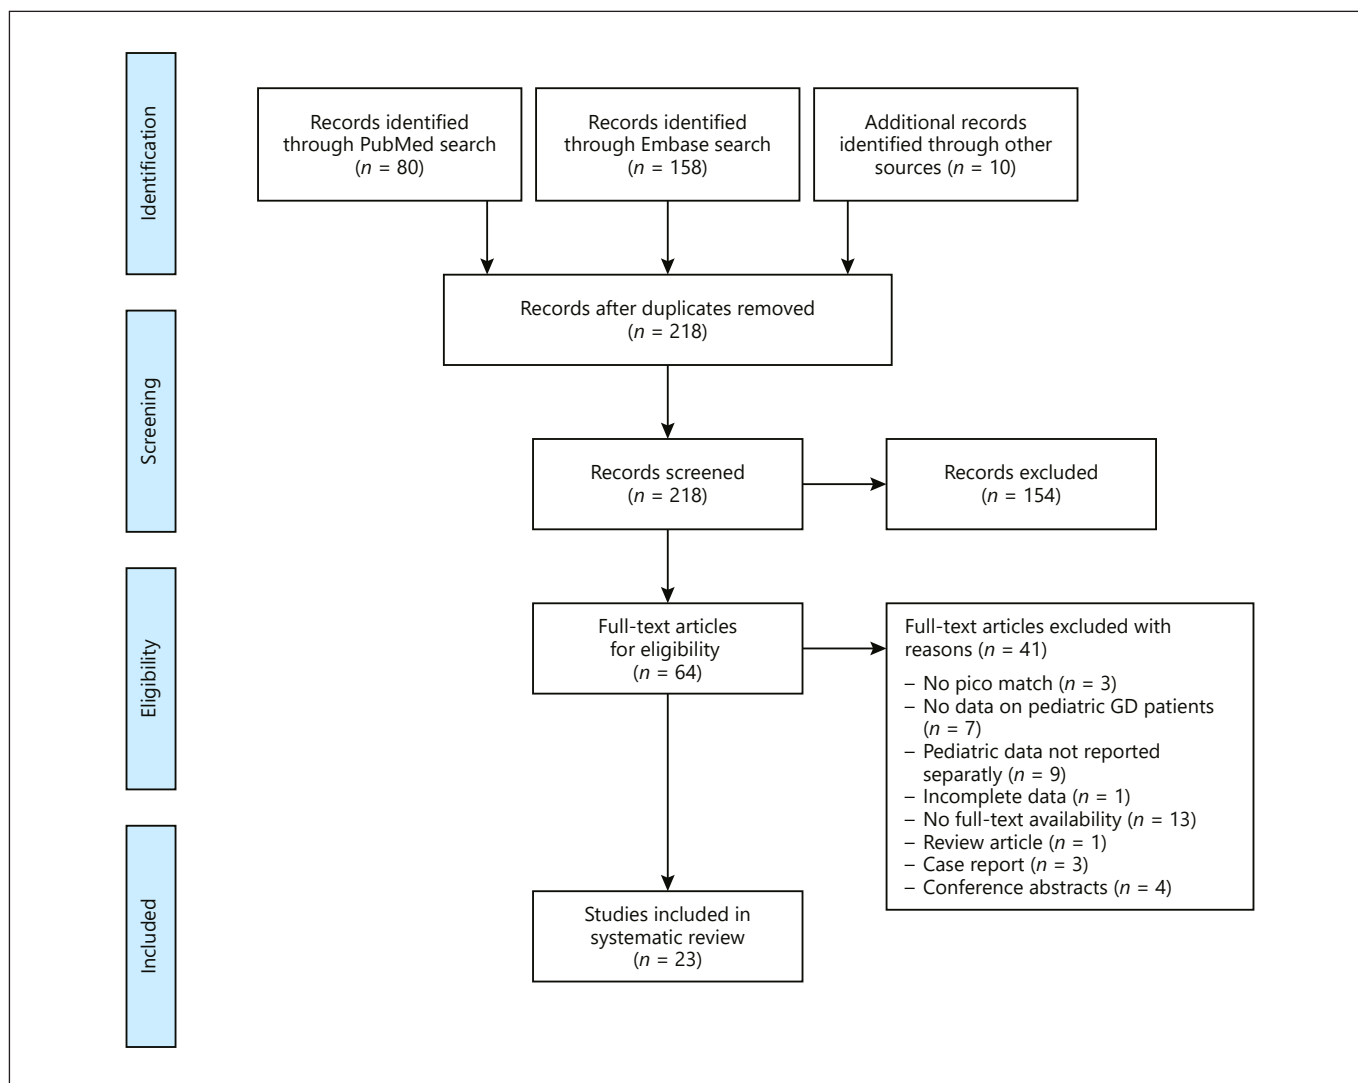 Identification
Records identified
through PubMed search
(n = 80)
Records identified
through Embase search
(n = 158)
Additional records
identified through other
sources (n = 10)
Records after duplicates removed
(n = 218)
Screening
Records screened
(n = 218)
Records excluded
(n = 154)
Eligibility
Full-text articles
for eligibility
(n = 64)
Full-text articles excluded with
reasons (n = 41)
– No pico match (n = 3)
– No data on pediatric GD patients
(n = 7)
– Pediatric data not reported
separatly (n = 9)
– Incomplete data (n = 1)
– No full-text availability (n = 13)
– Review article (n = 1)
– Case report (n = 3)
– Conference abstracts (n = 4)
Included
Studies included in
systematic review
(n = 23)